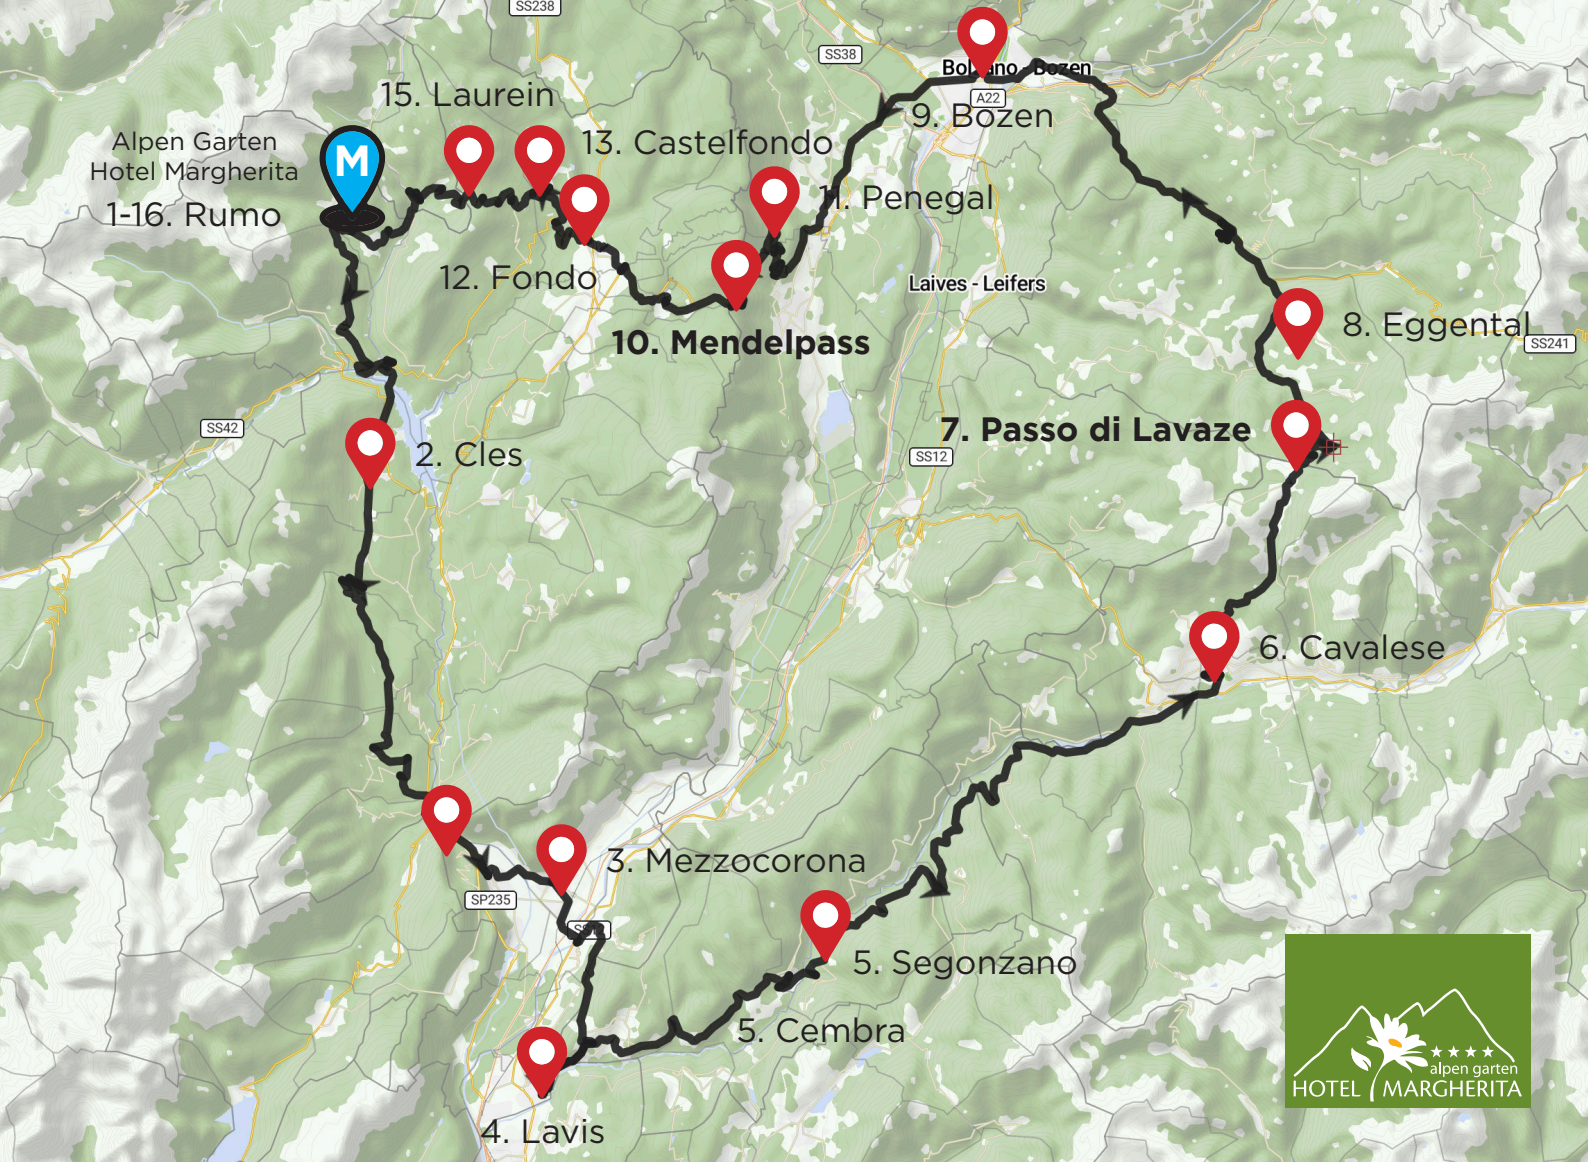 SS238
SS38
Bolzano - Bozen
A22
9. Bozen
15. Laurein
Alpen Garten
Hotel Margherita
M
1-16. Rumo
13. Castelfondo
11. Penegal
12. Fondo
Laives - Leifers
10. Mendelpass
8. Eggental
SS241
SS42
2. Cles
7. Passo di Lavaze
SS12
6. Cavalese
3. Mezzocorona
SP235
SS12
5. Segonzano
5. Cembra
4. Lavis
alpen garten
HOTEL MARGHERITA